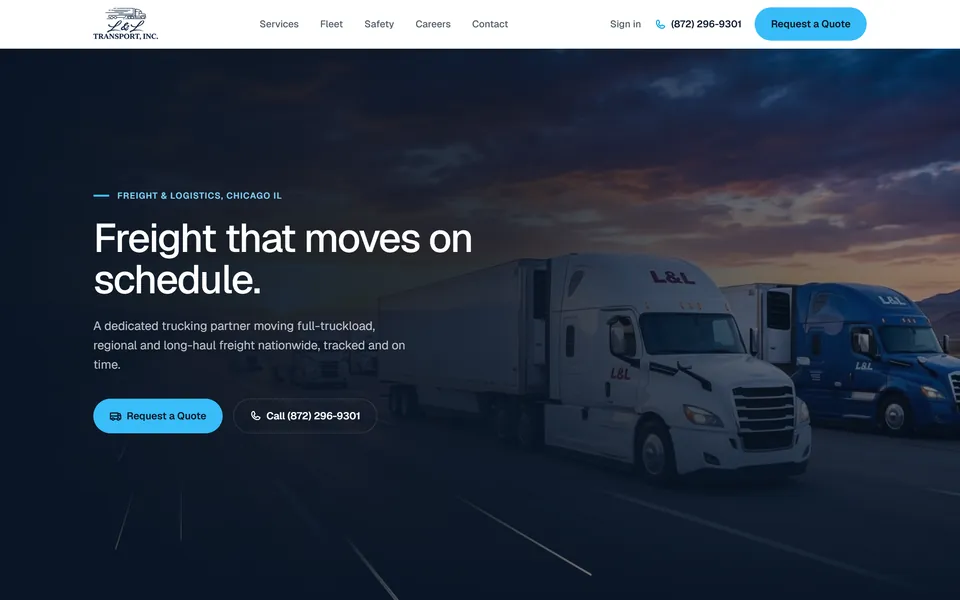 L&L
TRANSPORT, INC.
Services
Fleet
Safety
Careers
Contact
Sign in
(872) 296-9301
Request a Quote
FREIGHT & LOGISTICS, CHICAGO IL
Freight that moves on
schedule.
A dedicated trucking partner moving full-truckload,
regional and long-haul freight nationwide, tracked and on
time.
Request a Quote
Call (872) 296-9301
L&L
L&L
L&L
L&L